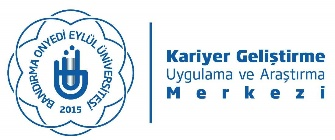 BANDIRMA ONYEDİ EYLÜL ÜNİVERSİTESİ
2015
Kariyer Geliştirme
Uygulama ve Araştırma
Merkezi